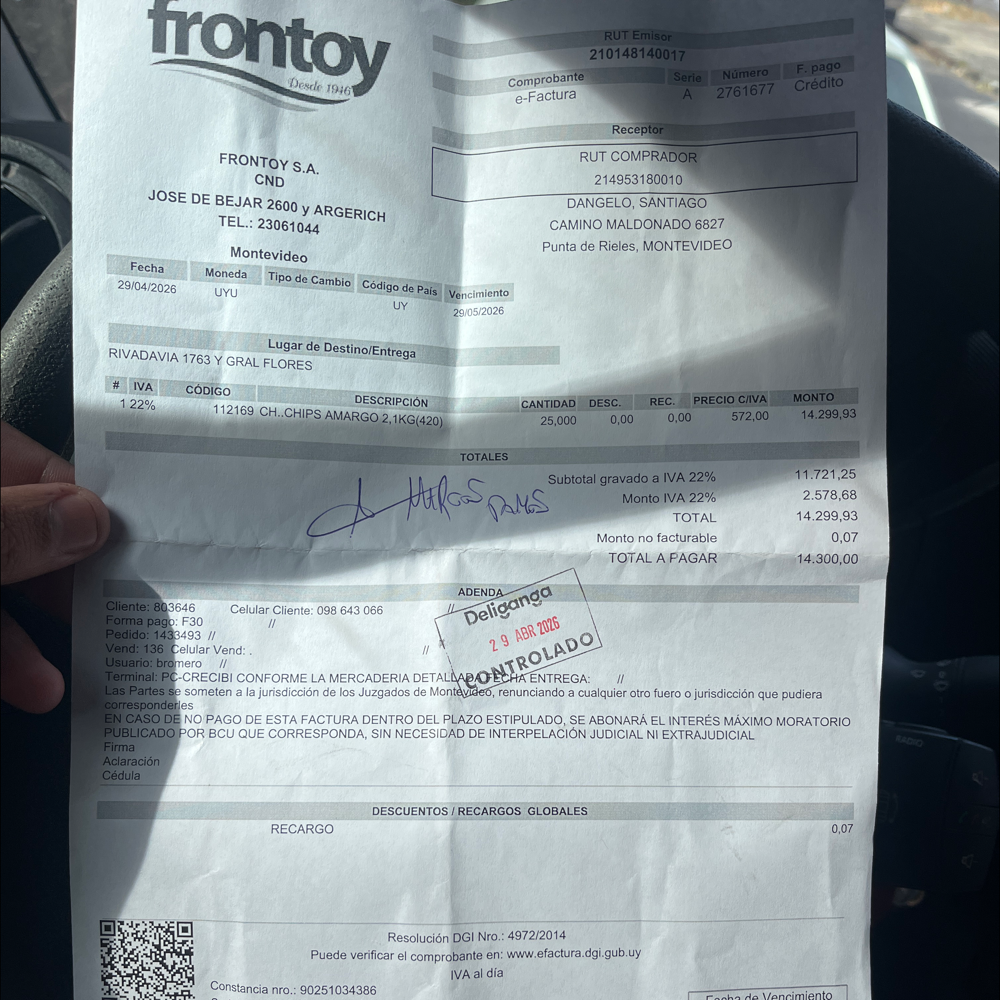 frontoy
Desde 1946
RUT Emisor
210148140017
Comprobante Serie Número F. pago
e-Factura A 2761677 Crédito
Receptor
RUT COMPRADOR
214953180010
DANGELO, SANTIAGO
CAMINO MALDONADO 6827
Punta de Rieles, MONTEVIDEO
FRONTOY S.A.
CND
JOSE DE BEJAR 2600 y ARGERICH
TEL.: 23061044
Montevideo
Fecha Moneda Tipo de Cambio Código de País Vencimiento
29/04/2026 UYU UY 29/05/2026
Lugar de Destino/Entrega
RIVADAVIA 1763 Y GRAL FLORES
# IVA CÓDIGO DESCRIPCIÓN CANTIDAD DESC. REC. PRECIO C/IVA MONTO
1 22% 112169 CH..CHIPS AMARGO 2,1KG(420) 25,000 0,00 0,00 572,00 14.299,93
TOTALES
Subtotal gravado a IVA 22% 11.721,25
Monto IVA 22% 2.578,68
TOTAL 14.299,93
Monto no facturable 0,07
TOTAL A PAGAR 14.300,00
ADENDA
Cliente: 803646 Celular Cliente: 098 643 066 //
Forma pago: F30 //
Pedido: 1433493 //
Vend: 136 Celular Vend: . //
Usuario: bromero //
Deliganga
29 ABR 2026
CONTROLADO
Terminal: PC-CRECIBI CONFORME LA MERCADERIA DETALLADA FECHA ENTREGA: //
Las Partes se someten a la jurisdicción de los Juzgados de Montevideo, renunciando a cualquier otro fuero o jurisdicción que pudiera
corresponderles
EN CASO DE NO PAGO DE ESTA FACTURA DENTRO DEL PLAZO ESTIPULADO, SE ABONARÁ EL INTERÉS MÁXIMO MORATORIO
PUBLICADO POR BCU QUE CORRESPONDA, SIN NECESIDAD DE INTERPELACIÓN JUDICIAL NI EXTRAJUDICIAL
Firma
Aclaración
Cédula
DESCUENTOS / RECARGOS GLOBALES
RECARGO 0,07
Resolución DGI Nro.: 4972/2014
Puede verificar el comprobante en: www.efactura.dgi.gub.uy
IVA al día
Constancia nro.: 90251034386
Fecha de Vencimiento
RADIO